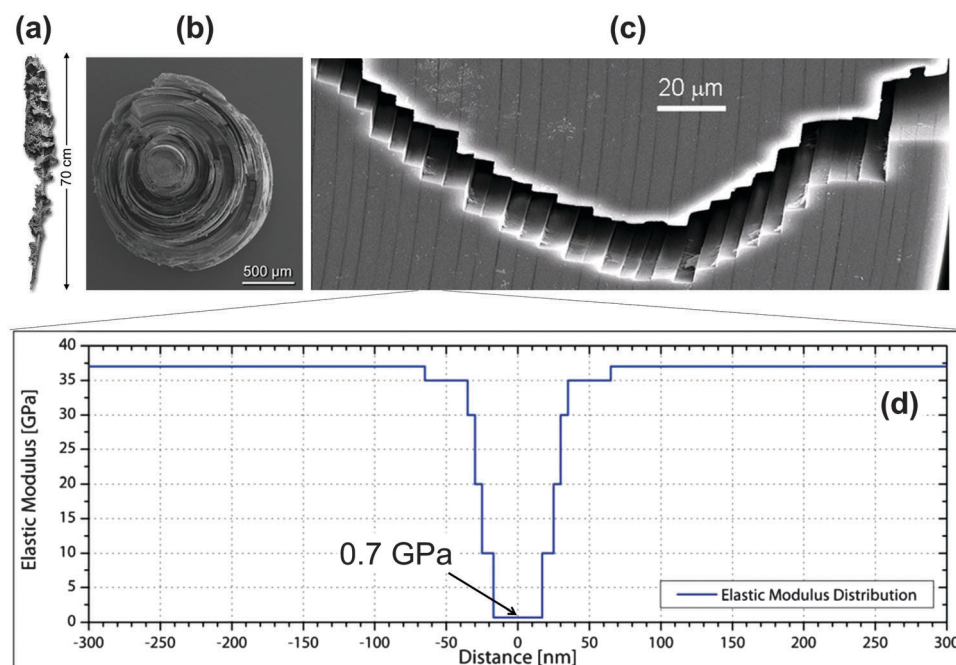 (a)
(b)
(c)
70 cm
500 µm
20 µm
(d)
Elastic Modulus [GPa]
40
35
30
25
20
15
10
5
0
0.7 GPa
Elastic Modulus Distribution
-300 -250 -200 -150 -100 -50 0 50 100 150 200 250 300
Distance [nm]